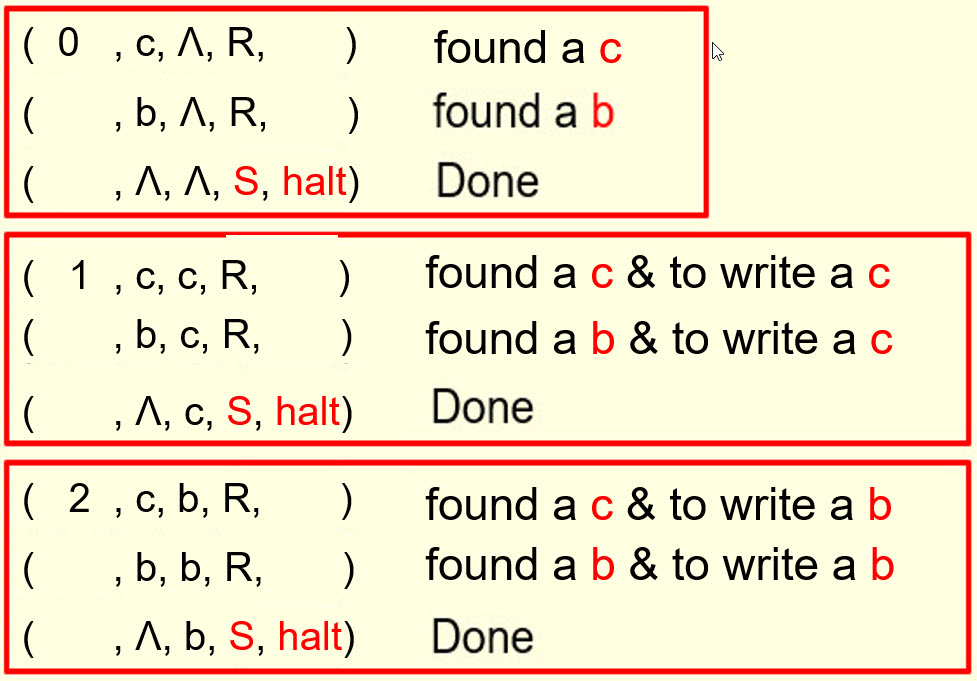 ( 0 , c, Λ, R, ) found a c
( , b, Λ, R, ) found a b
( , Λ, Λ, S, halt) Done
( 1 , c, c, R, ) found a c & to write a c
( , b, c, R, ) found a b & to write a c
( , Λ, c, S, halt) Done
( 2 , c, b, R, ) found a c & to write a b
( , b, b, R, ) found a b & to write a b
( , Λ, b, S, halt) Done